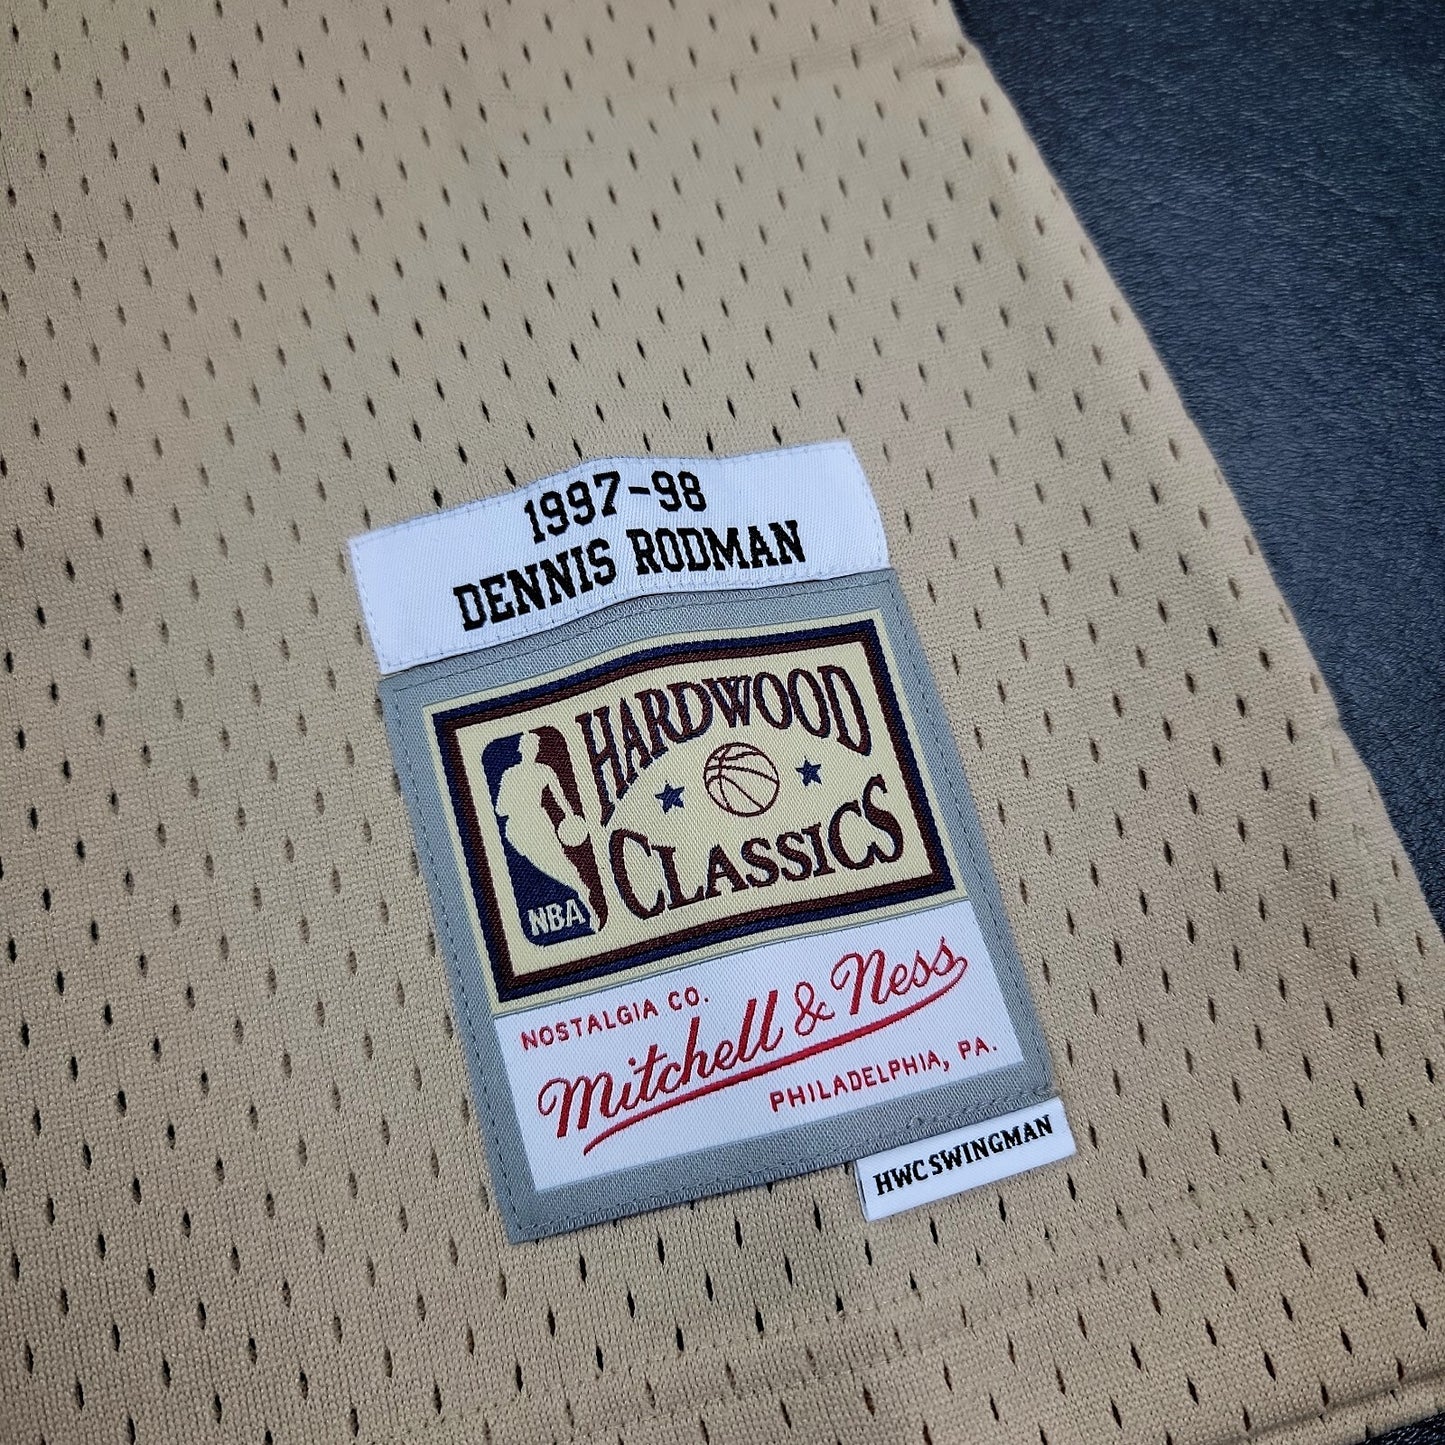 1997-98
DENNIS RODMAN
HARDWOOD
CLASSICS
NBA
NOSTALGIA CO.
Mitchell & Ness
PHILADELPHIA, PA.
HWC SWINGMAN